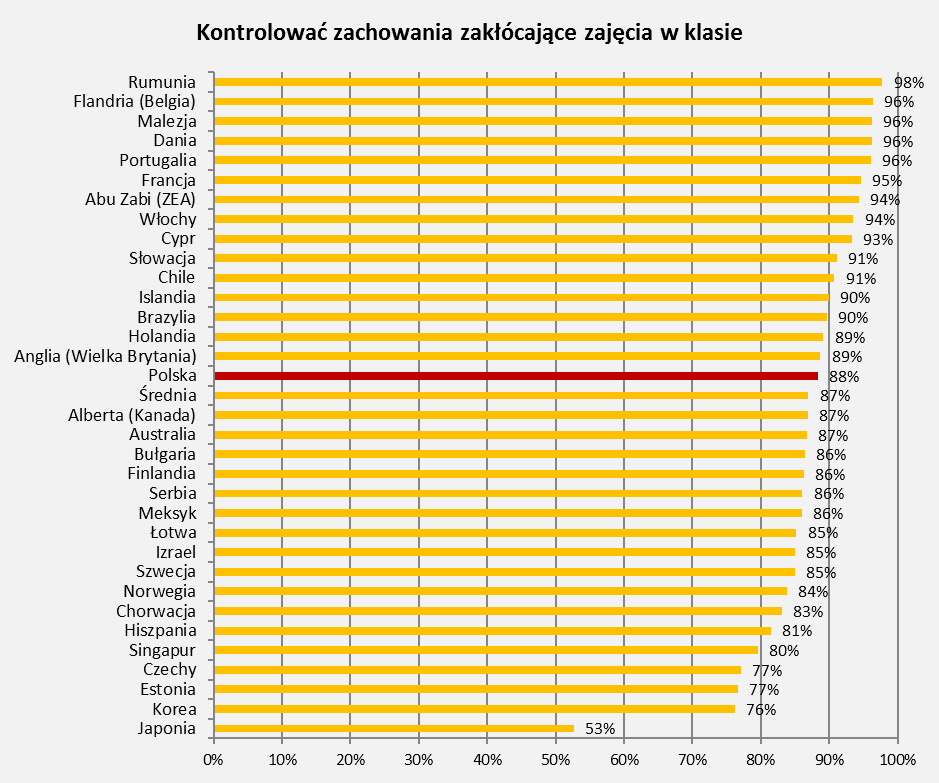 Kontrolować zachowania zakłócające zajęcia w klasie
Rumunia 98%
Flandria (Belgia) 96%
Malezja 96%
Dania 96%
Portugalia 96%
Francja 95%
Abu Zabi (ZEA) 94%
Włochy 94%
Cypr 93%
Słowacja 91%
Chile 91%
Islandia 90%
Brazylia 90%
Holandia 89%
Anglia (Wielka Brytania) 89%
Polska 88%
Średnia 87%
Alberta (Kanada) 87%
Australia 87%
Bułgaria 86%
Finlandia 86%
Serbia 86%
Meksyk 86%
Łotwa 85%
Izrael 85%
Szwecja 85%
Norwegia 84%
Chorwacja 83%
Hiszpania 81%
Singapur 80%
Czechy 77%
Estonia 77%
Korea 76%
Japonia 53%
0% 10% 20% 30% 40% 50% 60% 70% 80% 90% 100%